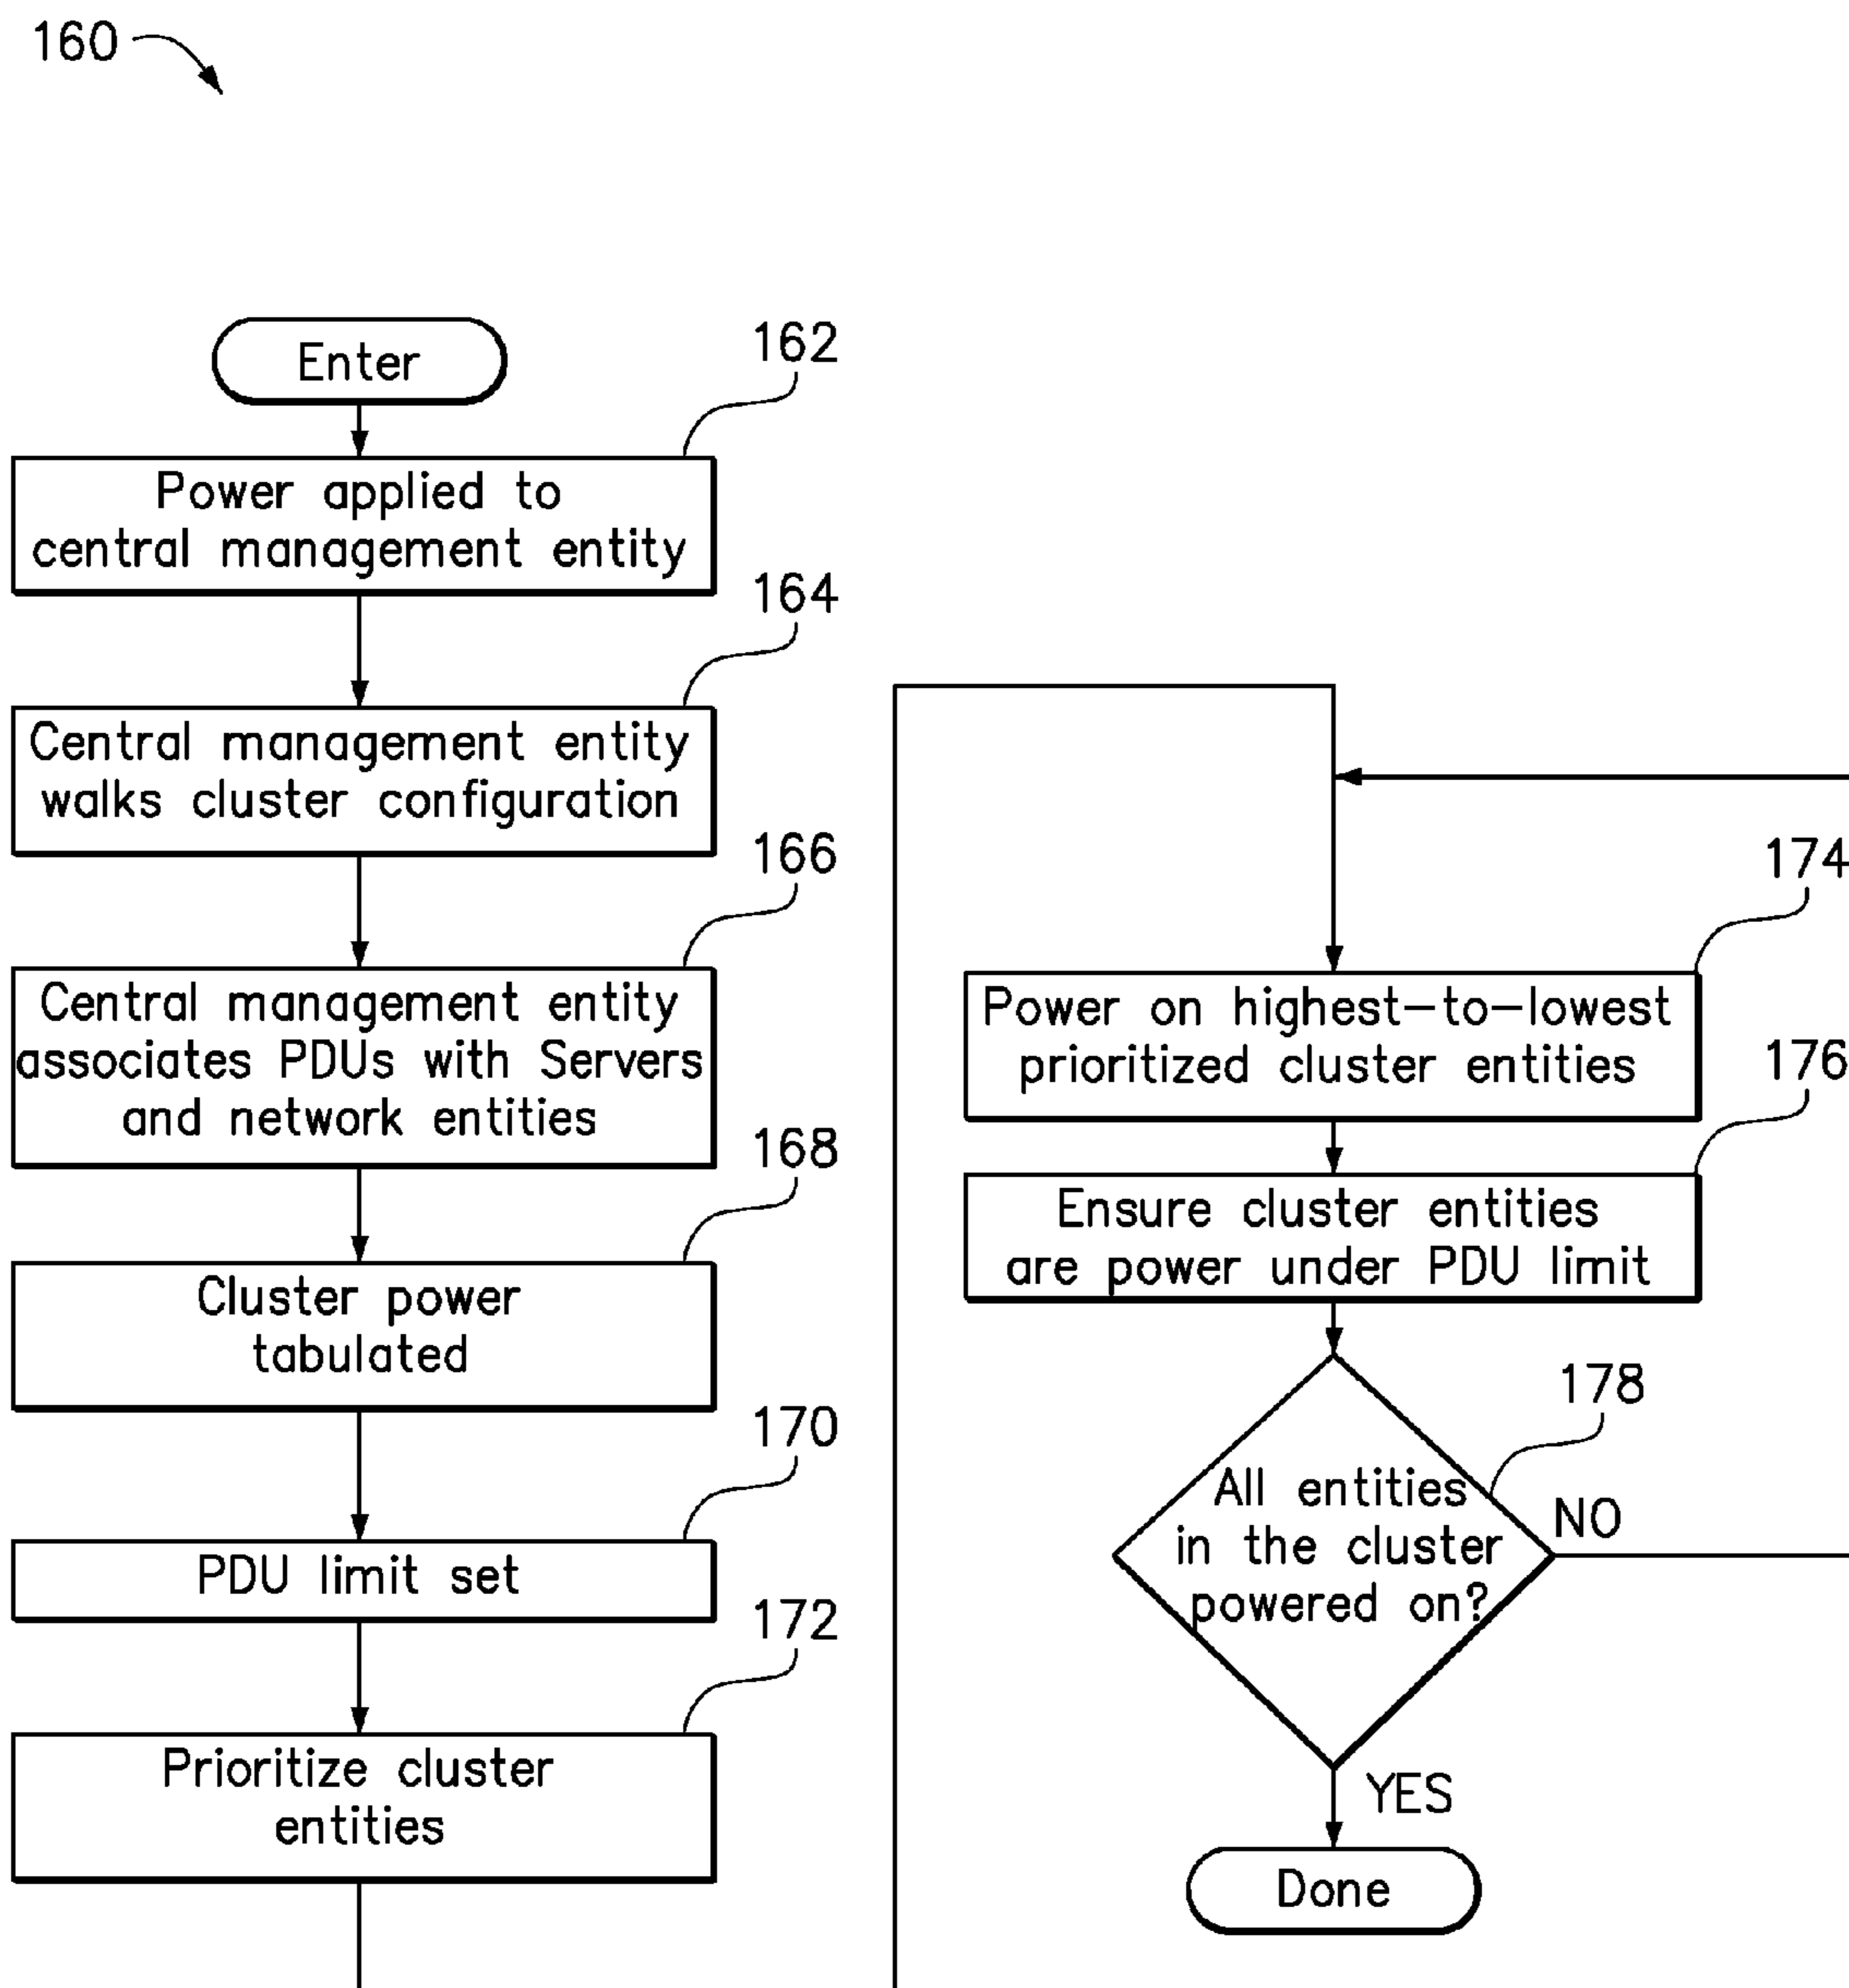 160
Enter
162
Power applied to
central management entity
164
Central management entity
walks cluster configuration
166
Central management entity
associates PDUs with Servers
and network entities
168
Cluster power
tabulated
170
PDU limit set
172
Prioritize cluster
entities
174
Power on highest-to-lowest
prioritized cluster entities
176
Ensure cluster entities
are power under PDU limit
178
All entities
in the cluster
powered on?
NO
YES
Done